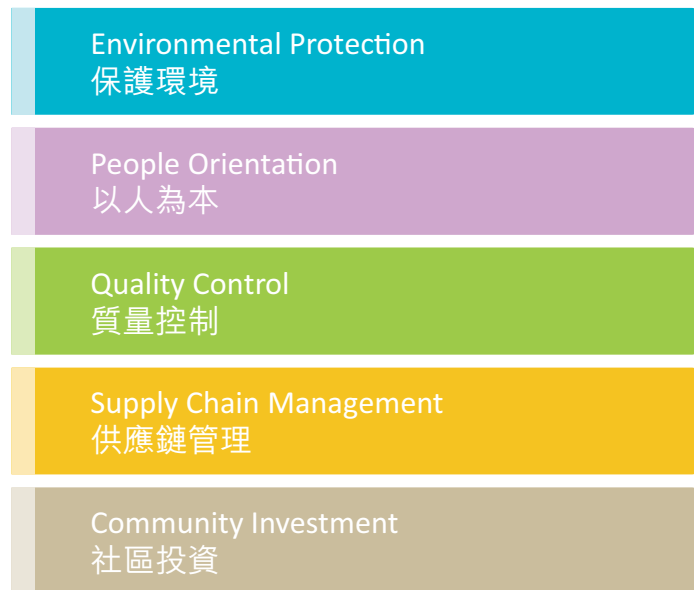 Environmental Protection
保護環境
People Orientation
以人為本
Quality Control
質量控制
Supply Chain Management
供應鏈管理
Community Investment
社區投資